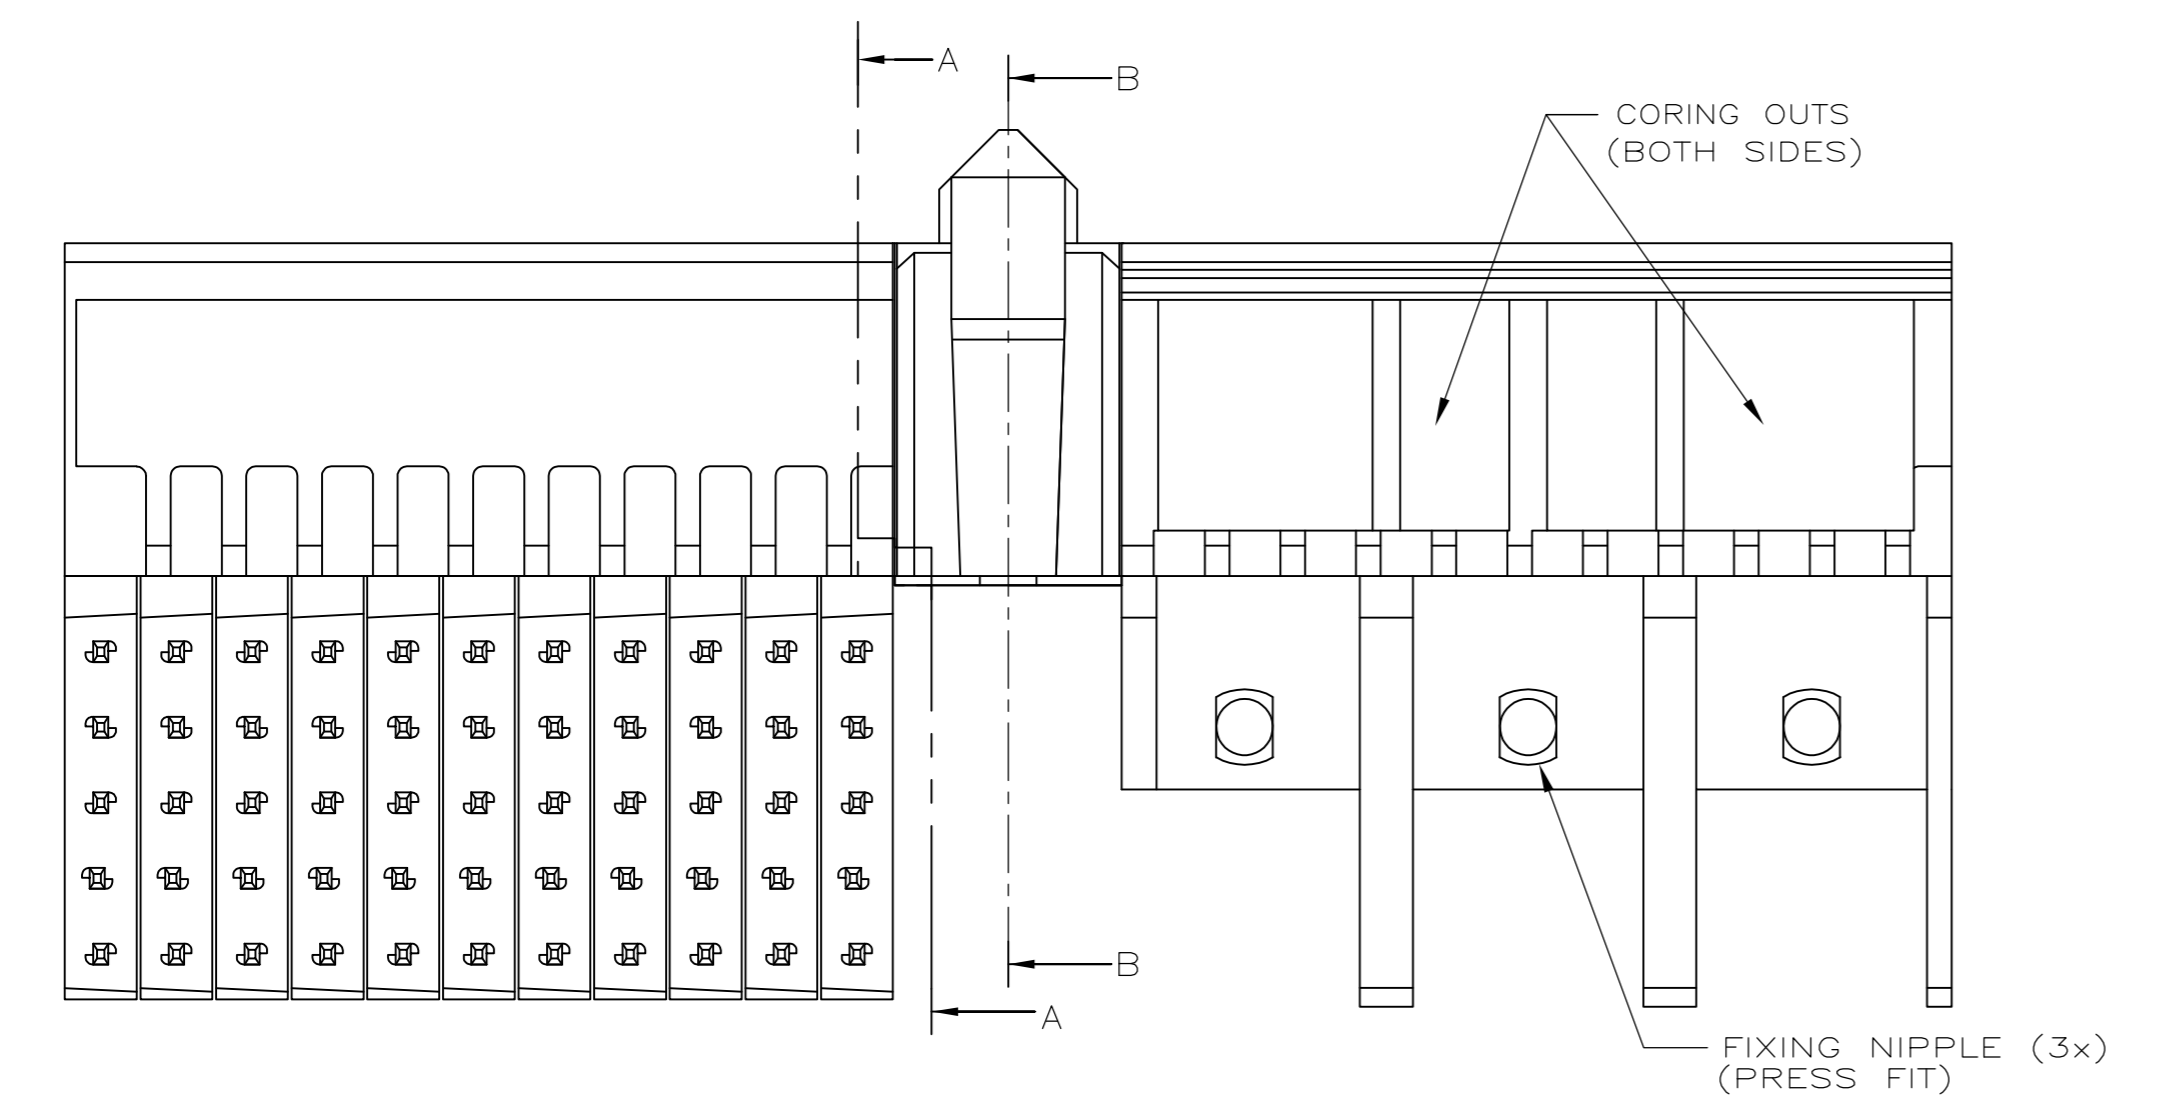 A
B
CORING OUTS
(BOTH SIDES)
B
A
FIXING NIPPLE (3x)
(PRESS FIT)